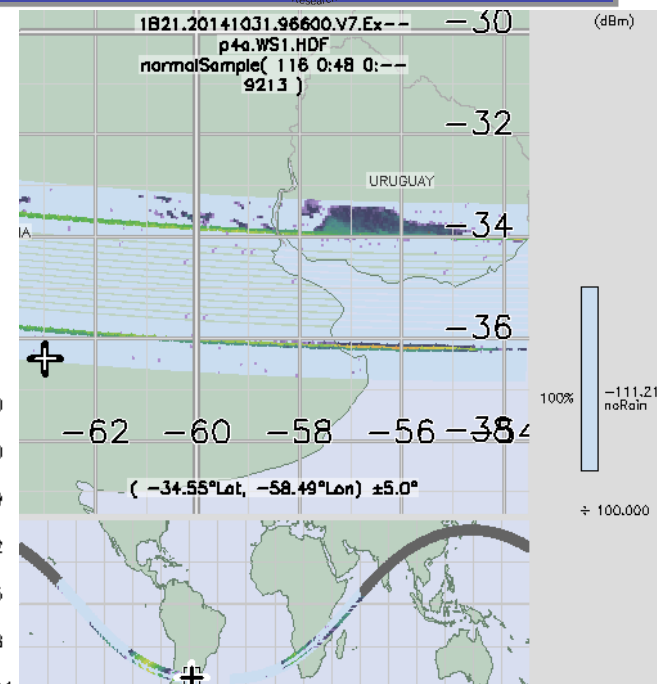 Research
1B21.20141031.96600.V7.Ex--
p4a.WS1.HDF
normalSample( 116 0:48 0:--
9213 )
-30
(dBm)
-32
URUGUAY
-34
IA
-36
100%
-111.21
noRain
-62 -60 -58 -56 -38
( -34.55°Lat, -58.49°Lon) ±5.0°
÷ 100.000